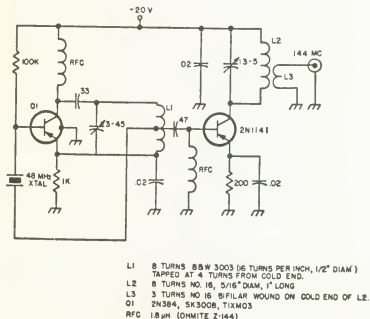 -20V
L2
144 MC
100K
RFC
.02
1.3-5
L3
33
L1
Q1
3-45
47
2N1141
RFC
48 MHz
XTAL
1K
.02
200
.02
L1 8 TURNS B&W 3003 (16 TURNS PER INCH, 1/2" DIAM)
TAPPED AT 4 TURNS FROM COLD END.
L2 8 TURNS NO. 16, 5/16" DIAM, 1" LONG
L3 3 TURNS NO 16 BIFILAR WOUND ON COLD END OF L2.
Q1 2N384, SK3008, TIXM03
RFC 1.8 µH (OHMITE Z-144)